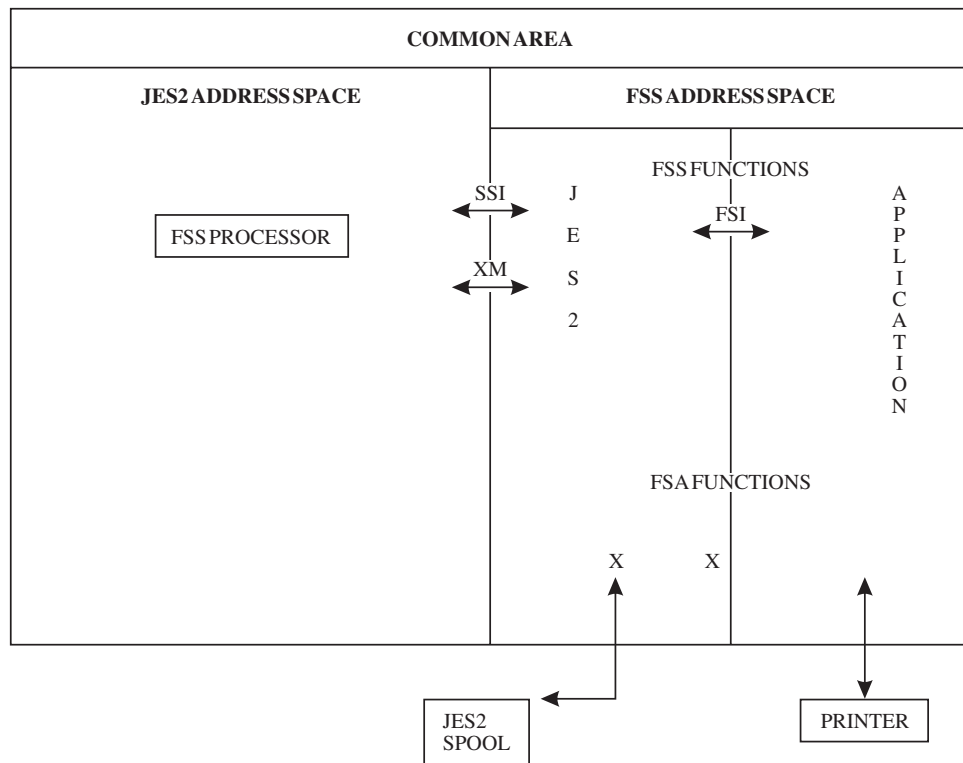 COMMON AREA
JES2 ADDRESS SPACE
FSS ADDRESS SPACE
FSS FUNCTIONS
SSI
J
E
S
2
FSI
APPLICATION
FSS PROCESSOR
XM
FSA FUNCTIONS
X
X
JES2
SPOOL
PRINTER